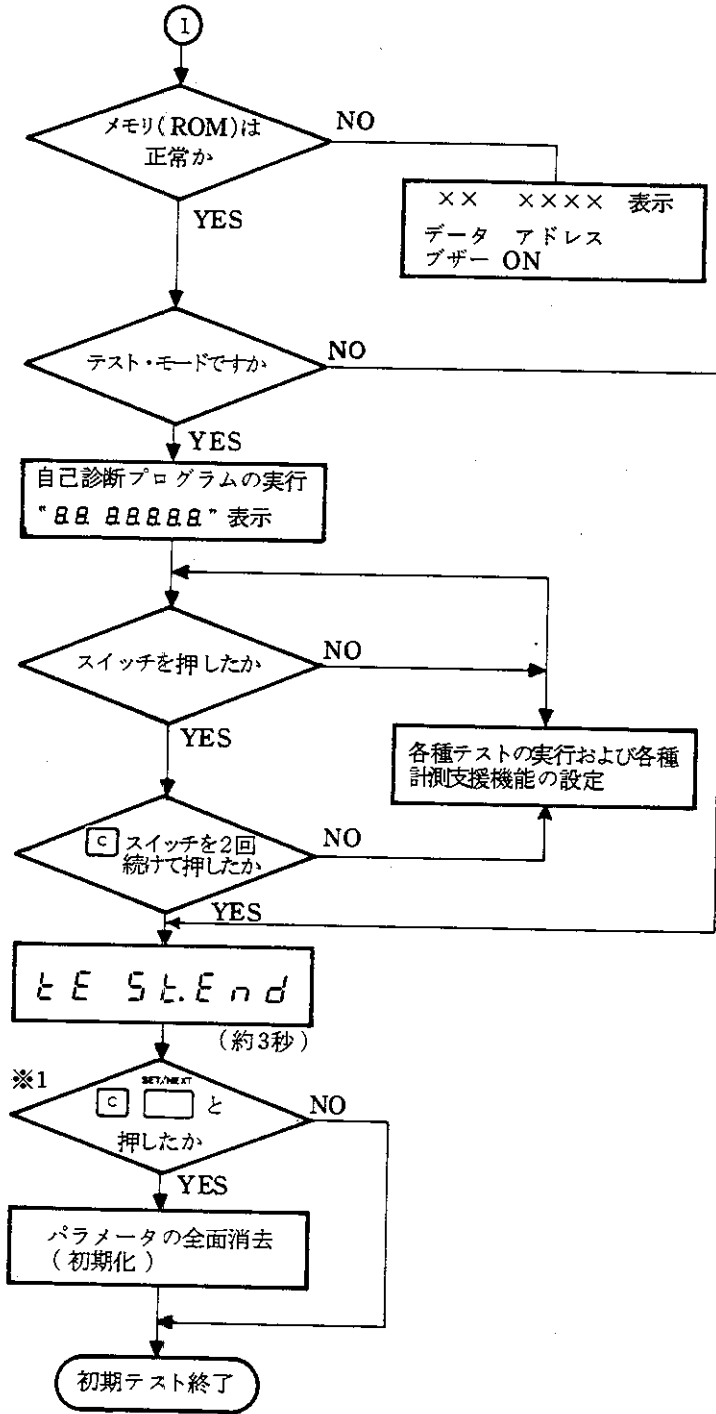 1
メモリ(ROM)は
正常か
NO
YES
×× ×××× 表示
データ アドレス
ブザー ON
テスト・モードですか
NO
YES
自己診断プログラムの実行
"8.8. 8.8.8.8.8." 表示
スイッチを押したか
NO
YES
各種テストの実行および各種
計測支援機能の設定
C スイッチを2回
続けて押したか
NO
YES
tE St.End
(約3秒)
※1
SET/NEXT
C と
押したか
NO
YES
パラメータの全面消去
(初期化)
初期テスト終了